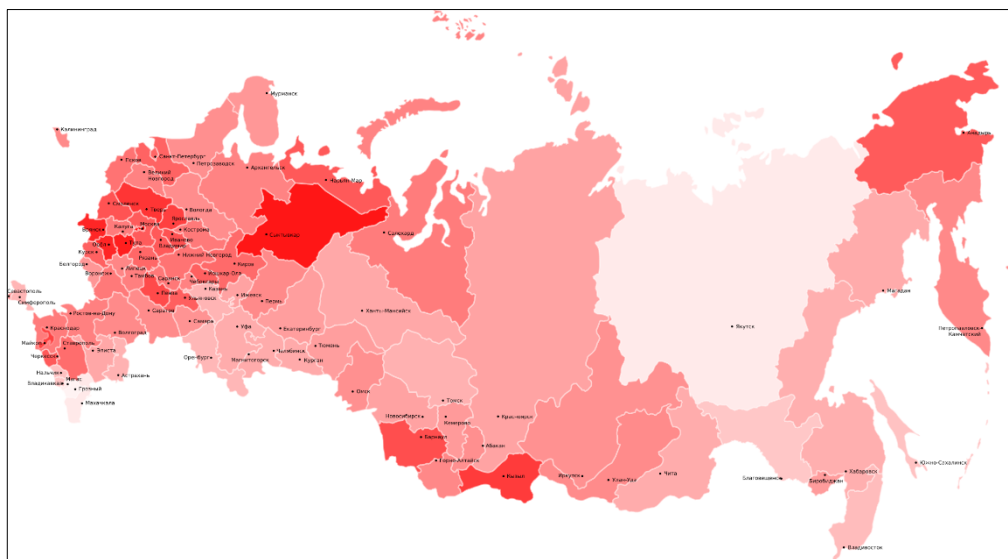 Мурманск
Калининград
Анадырь
Псков
Санкт-Петербург
Петрозаводск
Архангельск
Великий
Новгород
Нарьян-Мар
Смоленск
Тверь
Вологда
Брянск
Калуга
Москва
Ярославль
Кострома
Сыктывкар
Салехард
Орёл
Тула
Иваново
Владимир
Курск
Рязань
Нижний Новгород
Белгород
Липецк
Киров
Воронеж
Тамбов
Саранск
Йошкар-Ола
Чебоксары
Казань
Магадан
Севастополь
Симферополь
Пенза
Ульяновск
Ижевск
Пермь
Ростов-на-Дону
Саратов
Ханты-Мансийск
Краснодар
Волгоград
Самара
Уфа
Екатеринбург
Якутск
Петропавловск
Камчатский
Майкоп
Ставрополь
Элиста
Тюмень
Черкесск
Оренбург
Челябинск
Магнитогорск
Курган
Нальчик
Магас
Астрахань
Владикавказ
Грозный
Омск
Махачкала
Томск
Новосибирск
Кемерово
Красноярск
Барнаул
Абакан
Горно-Алтайск
Южно-Сахалинск
Кызыл
Иркутск
Улан-Удэ
Чита
Благовещенск
Хабаровск
Биробиджан
Владивосток